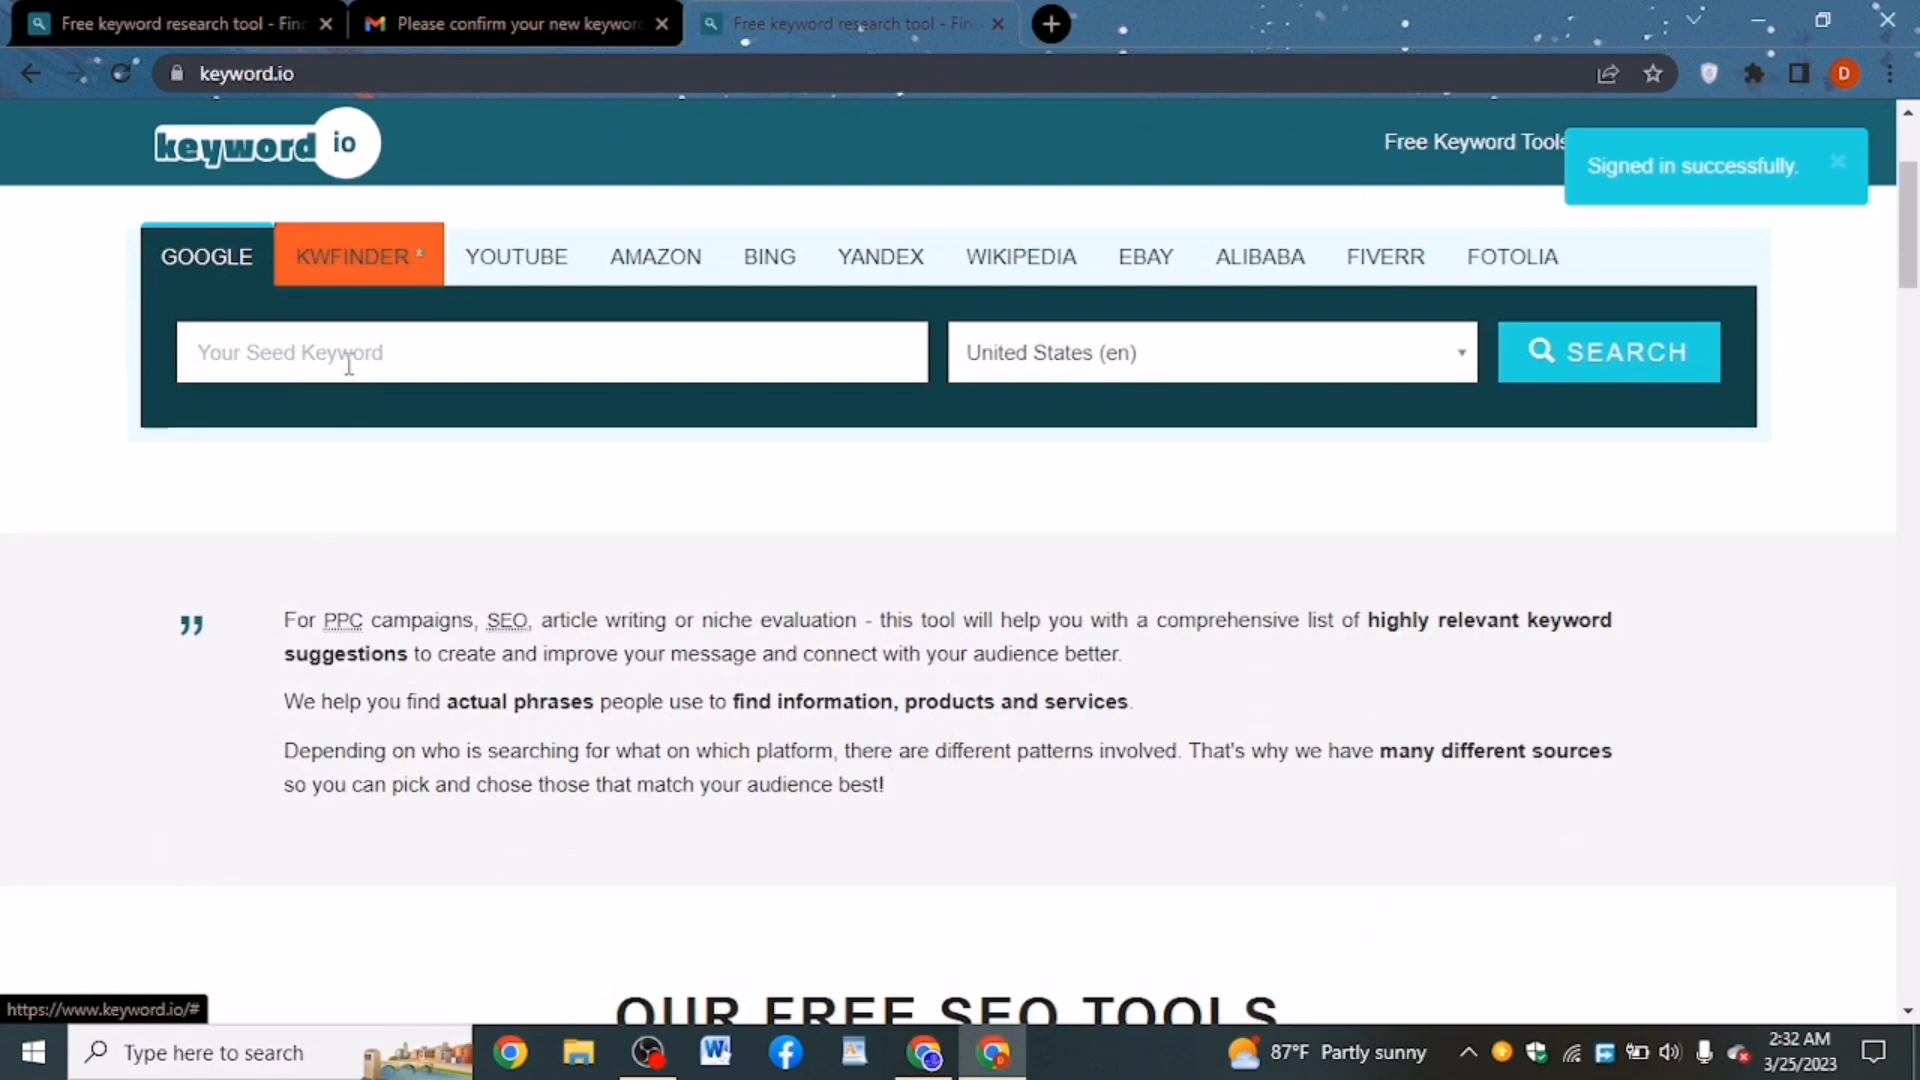 Free keyword research tool - Fin
Please confirm your new keywor
Free keyword research tool - Fin
keyword.io
D
keyword io
Free Keyword Tools
Signed in successfully.
GOOGLE
KWFINDER *
YOUTUBE
AMAZON
BING
YANDEX
WIKIPEDIA
EBAY
ALIBABA
FIVERR
FOTOLIA
Your Seed Keyword
United States (en)
SEARCH
For PPC campaigns, SEO, article writing or niche evaluation - this tool will help you with a comprehensive list of highly relevant keyword
suggestions to create and improve your message and connect with your audience better.
We help you find actual phrases people use to find information, products and services.
Depending on who is searching for what on which platform, there are different patterns involved. That's why we have many different sources
so you can pick and chose those that match your audience best!
OUR FREE SEO TOOLS
https://www.keyword.io/#
Type here to search
87°F Partly sunny
2:32 AM
3/25/2023